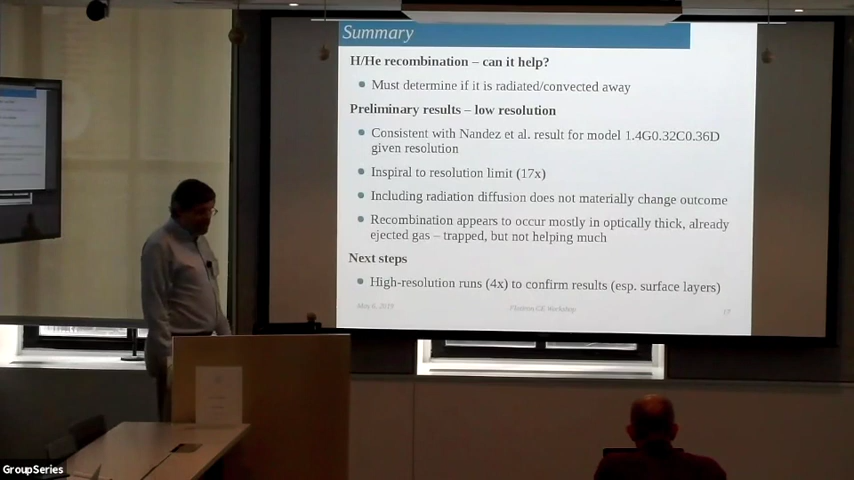 Summary
H/He recombination – can it help?
Must determine if it is radiated/convected away
Preliminary results – low resolution
Consistent with Nandez et al. result for model 1.4G0.32C0.36D
given resolution
Inspiral to resolution limit (17x)
Including radiation diffusion does not materially change outcome
Recombination appears to occur mostly in optically thick, already
ejected gas – trapped, but not helping much
Next steps
High-resolution runs (4x) to confirm results (esp. surface layers)
May 6, 2019
Flatiron CE Workshop
17
GroupSeries